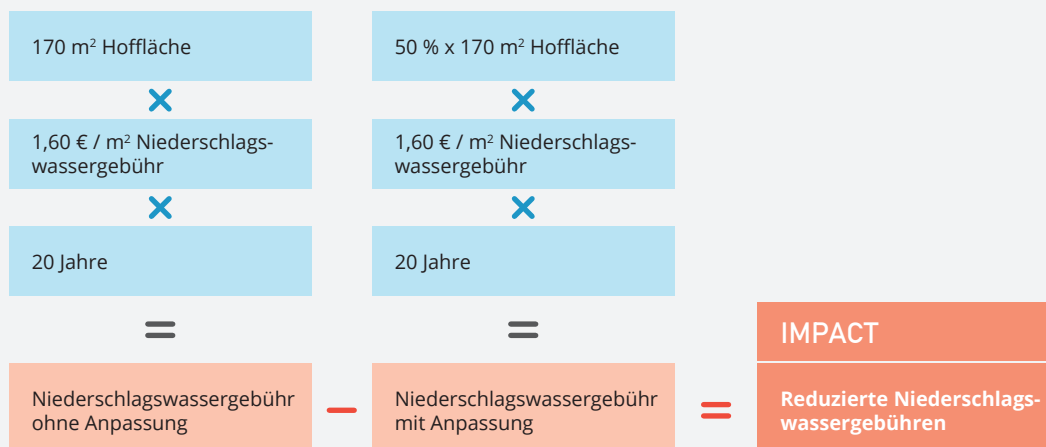 170 m² Hoffläche
×
1,60 € / m² Niederschlags-
wassergebühr
×
20 Jahre
=
Niederschlagswassergebühr
ohne Anpassung
–
50 % x 170 m² Hoffläche
×
1,60 € / m² Niederschlags-
wassergebühr
×
20 Jahre
=
Niederschlagswassergebühr
mit Anpassung
=
IMPACT
Reduzierte Niederschlags-
wassergebühren